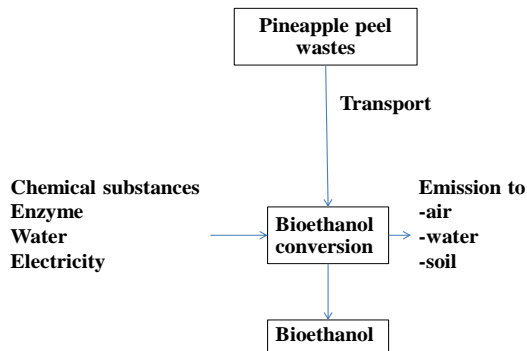 Pineapple peel
wastes
Transport
Chemical substances
Enzyme
Water
Electricity
Bioethanol
conversion
Emission to
-air
-water
-soil
Bioethanol